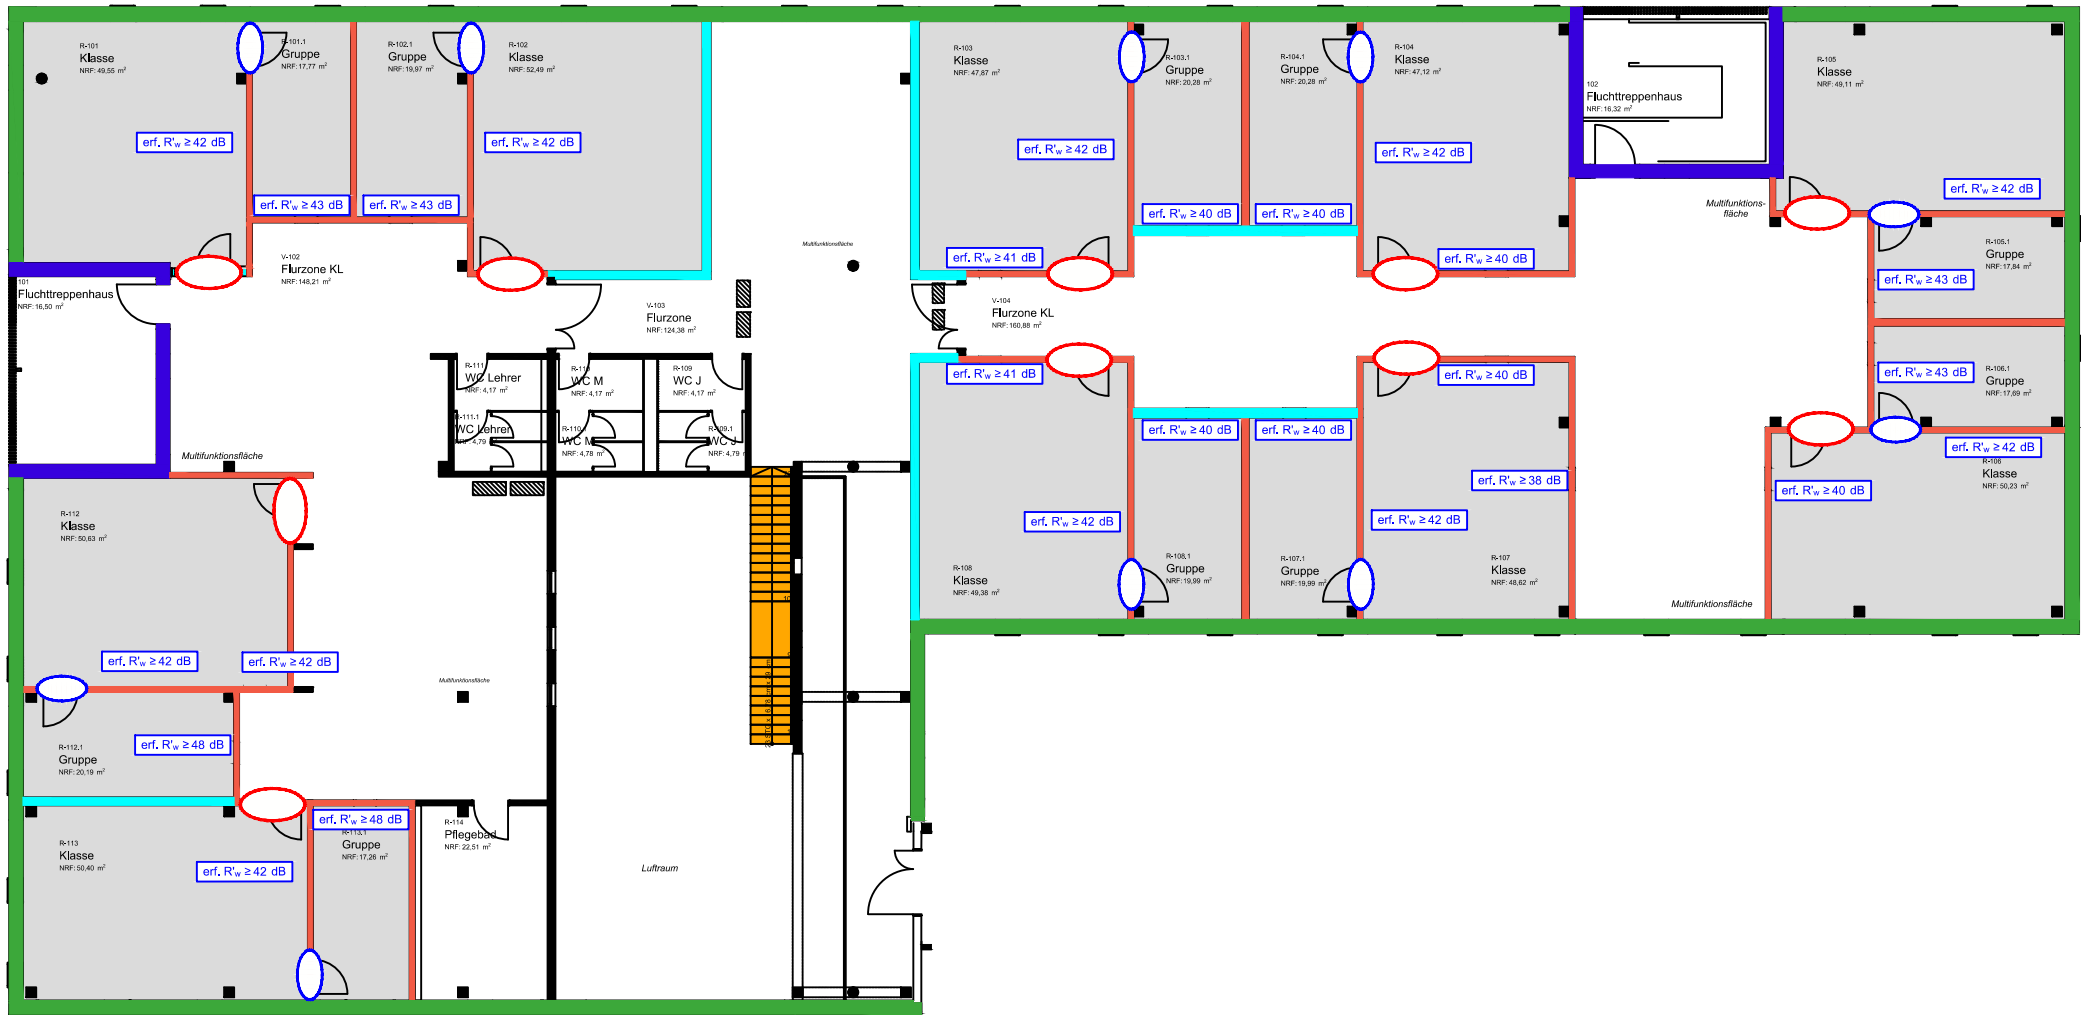 R-101
Klasse
NRF: 49,55 m²
R-101.1
Gruppe
NRF: 17,77 m²
R-102.1
Gruppe
NRF: 19,97 m²
R-102
Klasse
NRF: 52,49 m²
R-103
Klasse
NRF: 47,87 m²
R-103.1
Gruppe
NRF: 20,28 m²
R-104.1
Gruppe
NRF: 20,28 m²
R-104
Klasse
NRF: 47,12 m²
102
Fluchttreppenhaus
NRF: 16,32 m²
R-105
Klasse
NRF: 49,11 m²
erf. R'w ≥ 42 dB
erf. R'w ≥ 42 dB
erf. R'w ≥ 42 dB
erf. R'w ≥ 42 dB
erf. R'w ≥ 42 dB
erf. R'w ≥ 43 dB
erf. R'w ≥ 43 dB
erf. R'w ≥ 40 dB
erf. R'w ≥ 40 dB
Multifunktions-
fläche
Multifunktionsfläche
R-105.1
Gruppe
NRF: 17,84 m²
V-102
Flurzone KL
NRF: 148,21 m²
erf. R'w ≥ 41 dB
erf. R'w ≥ 40 dB
erf. R'w ≥ 43 dB
101
Fluchttreppenhaus
NRF: 16,50 m²
V-103
Flurzone
NRF: 124,38 m²
V-104
Flurzone KL
NRF: 160,88 m²
R-111
WC Lehrer
NRF: 4,17 m²
WC M
NRF: 4,17 m²
R-109
WC J
NRF: 4,17 m²
erf. R'w ≥ 41 dB
erf. R'w ≥ 40 dB
erf. R'w ≥ 43 dB
R-106.1
Gruppe
NRF: 17,69 m²
R-111.1
WC Lehrer
NRF: 4,79
WC M
NRF: 4,78 m²
R-109.1
WC J
NRF: 4,79
erf. R'w ≥ 40 dB
erf. R'w ≥ 40 dB
erf. R'w ≥ 42 dB
Multifunktionsfläche
R-106
Klasse
NRF: 50,23 m²
erf. R'w ≥ 38 dB
erf. R'w ≥ 40 dB
R-112
Klasse
NRF: 50,63 m²
erf. R'w ≥ 42 dB
erf. R'w ≥ 42 dB
R-108
Klasse
NRF: 49,38 m²
R-108.1
Gruppe
NRF: 19,99 m²
R-107.1
Gruppe
NRF: 19,99 m²
R-107
Klasse
NRF: 48,62 m²
Multifunktionsfläche
erf. R'w ≥ 42 dB
erf. R'w ≥ 42 dB
Multifunktionsfläche
R-112.1
Gruppe
NRF: 20,19 m²
erf. R'w ≥ 48 dB
erf. R'w ≥ 48 dB
R-113
Klasse
NRF: 50,40 m²
R-113.1
Gruppe
NRF: 17,26 m²
R-114
Pflegebad
NRF: 22,51 m²
erf. R'w ≥ 42 dB
Luftraum